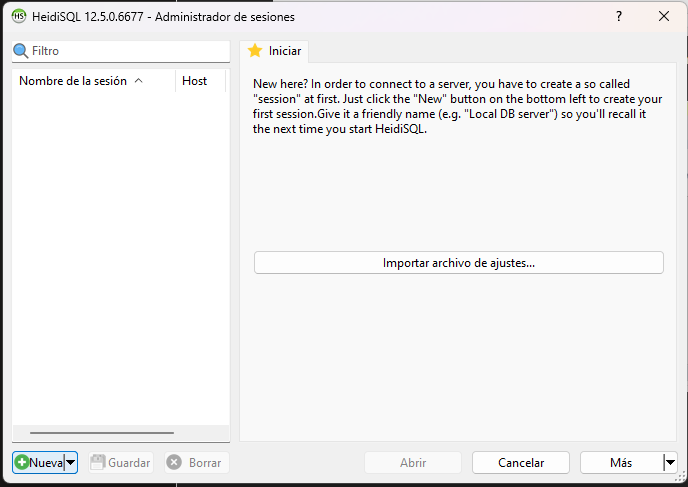 HeidiSQL 12.5.0.6677 - Administrador de sesiones
Filtro
Nombre de la sesión Host
Iniciar
New here? In order to connect to a server, you have to create a so called
"session" at first. Just click the "New" button on the bottom left to create your
first session.Give it a friendly name (e.g. "Local DB server") so you'll recall it
the next time you start HeidiSQL.
Importar archivo de ajustes...
Nueva Guardar Borrar Abrir Cancelar Más